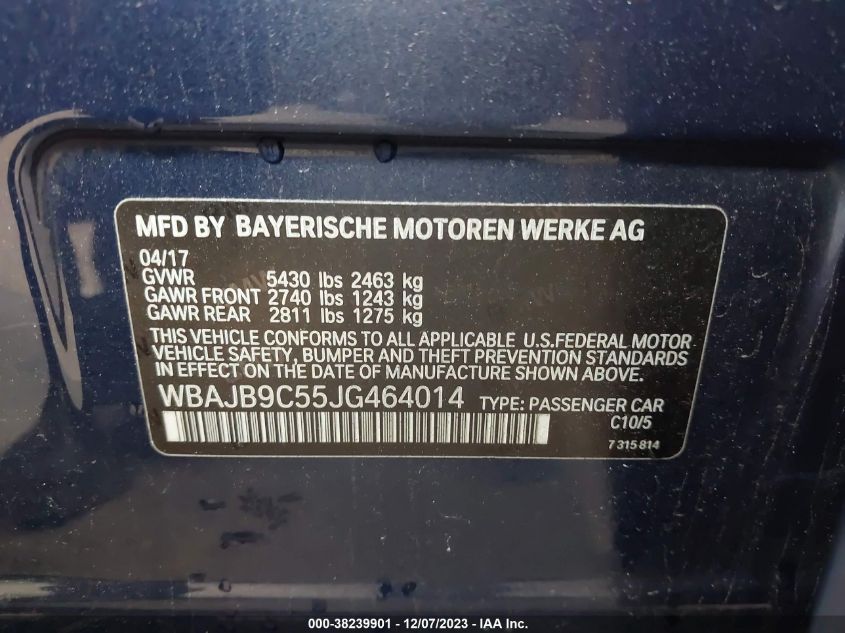 MFD BY BAYERISCHE MOTOREN WERKE AG
04/17
GVWR 5430 lbs 2463 kg
GAWR FRONT 2740 lbs 1243 kg
GAWR REAR 2811 lbs 1275 kg
THIS VEHICLE CONFORMS TO ALL APPLICABLE U.S.FEDERAL MOTOR
VEHICLE SAFETY, BUMPER AND THEFT PREVENTION STANDARDS
IN EFFECT ON THE DATE OF MANUFACTURE SHOWN ABOVE.
WBAJB9C55JG464014 TYPE: PASSENGER CAR
C10/5
7315814
000-38239901 - 12/07/2023 - IAA Inc.